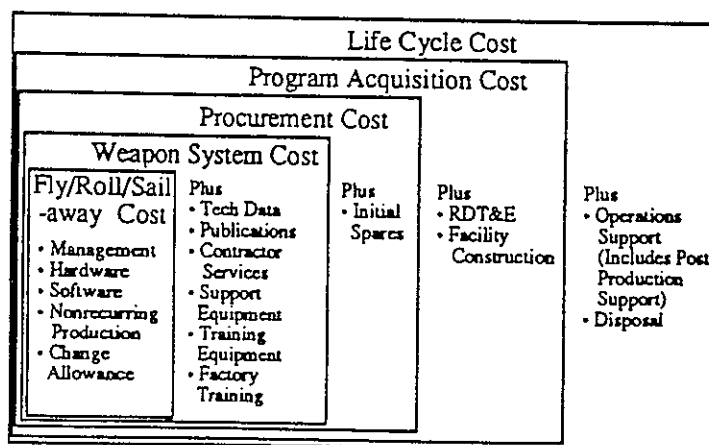 Life Cycle Cost
Program Acquisition Cost
Procurement Cost
Weapon System Cost
Fly/Roll/Sail
-away Cost
• Management
• Hardware
• Software
• Nonrecurring
Production
• Change
Allowance
Plus
• Tech Data
• Publications
• Contractor
Services
• Support
Equipment
• Training
Equipment
• Factory
Training
Plus
• Initial
Spares
Plus
• RDT&E
• Facility
Construction
Plus
• Operations
Support
(Includes Post
Production
Support)
• Disposal